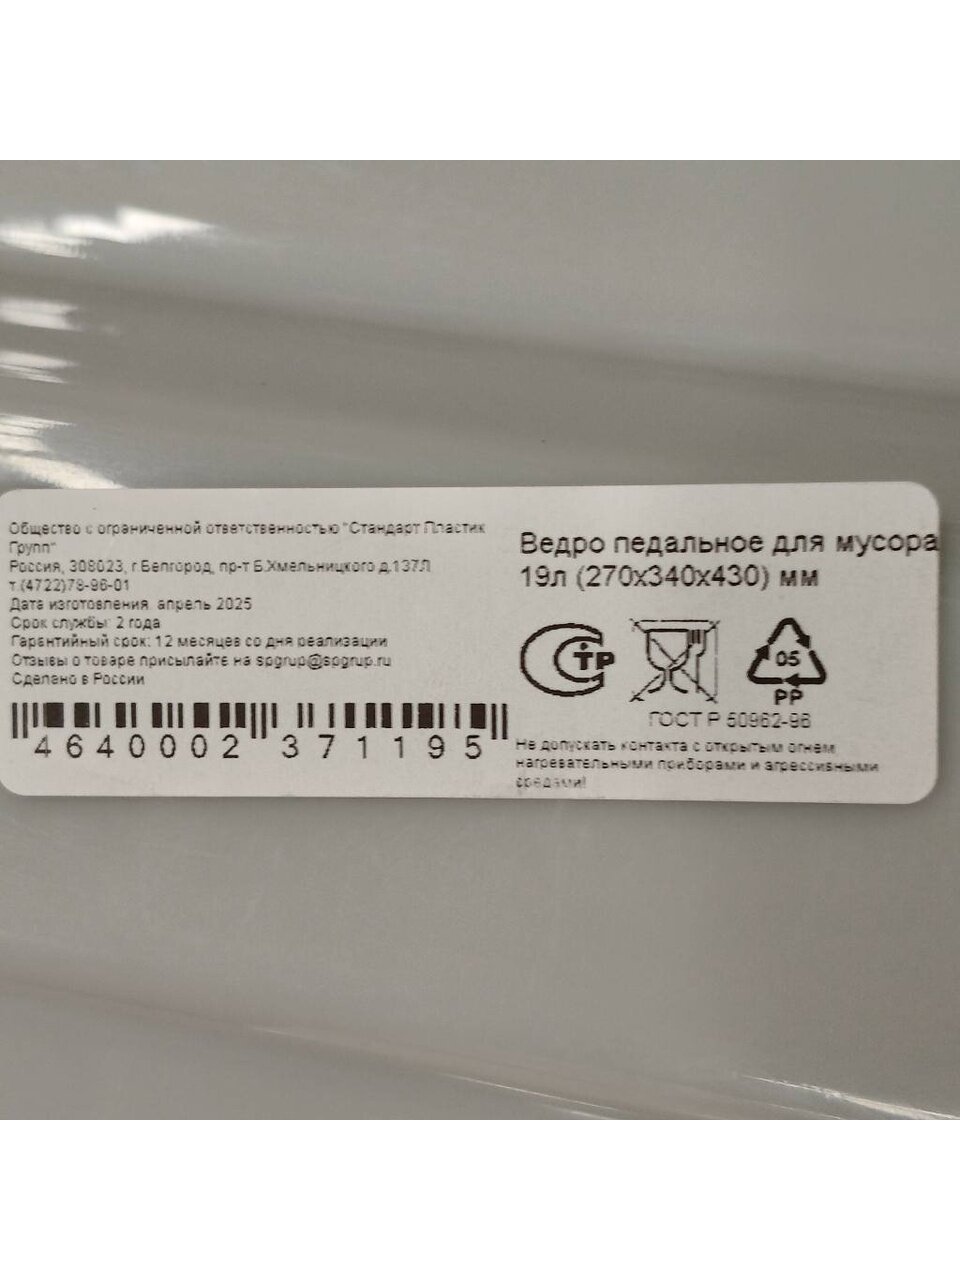 Общество с ограниченной ответственностью "Стандарт Пластик
Групп"
Россия, 308023, г.Белгород, пр-т Б.Хмельницкого д.137Л
т.(4722)78-96-01
Дата изготовления: апрель 2025
Срок службы: 2 года
Гарантийный срок: 12 месяцев со дня реализации
Отзывы о товаре присылайте на spgrup@spgrup.ru
Сделано в России
4640002 371195
Ведро педальное для мусора
19л (270х340х430) мм
СТР
05
PP
ГОСТ Р 50962-96
Не допускать контакта с открытым огнем
нагревательными приборами и агрессивными
средами!